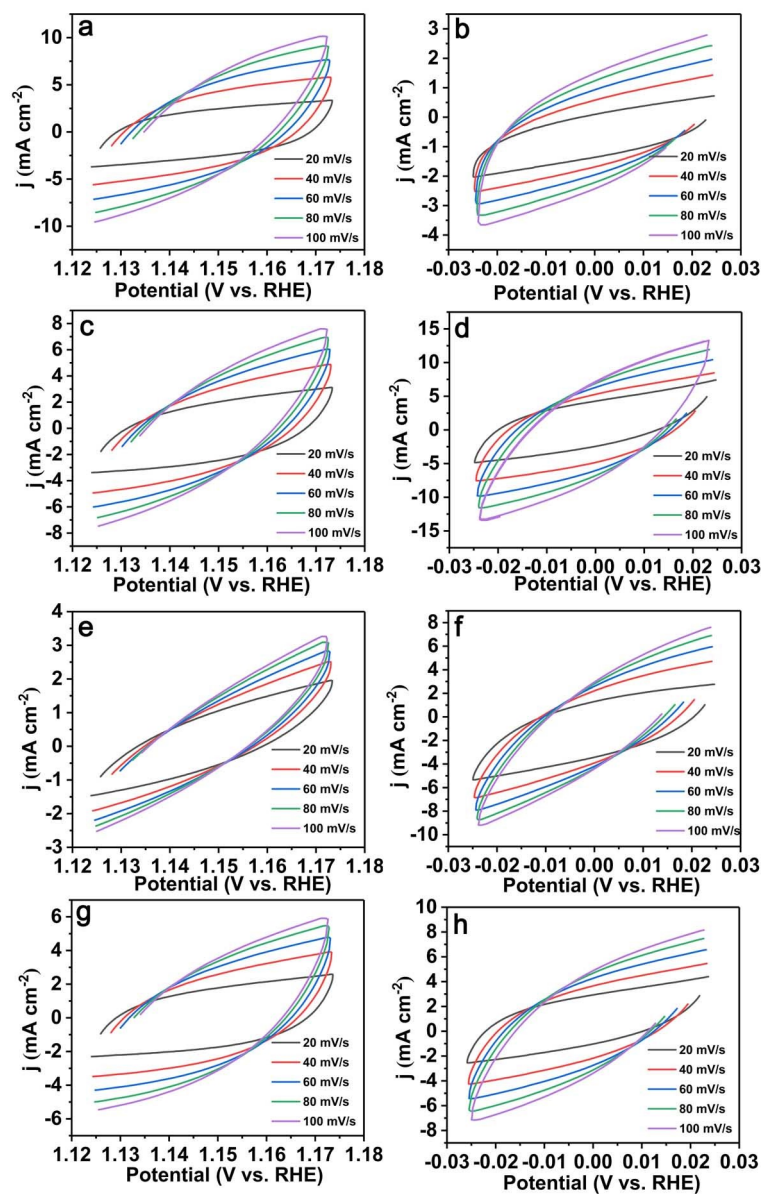 a
10
5
0
-5
-10
j (mA cm-2)
20 mV/s
40 mV/s
60 mV/s
80 mV/s
100 mV/s
1.12 1.13 1.14 1.15 1.16 1.17 1.18
Potential (V vs. RHE)
b
3
2
1
0
-1
-2
-3
-4
j (mA cm-2)
20 mV/s
40 mV/s
60 mV/s
80 mV/s
100 mV/s
-0.03 -0.02 -0.01 0.00 0.01 0.02 0.03
Potential (V vs. RHE)
c
8
6
4
2
0
-2
-4
-6
-8
j (mA cm-2)
20 mV/s
40 mV/s
60 mV/s
80 mV/s
100 mV/s
1.12 1.13 1.14 1.15 1.16 1.17 1.18
Potential (V vs. RHE)
d
15
10
5
0
-5
-10
-15
j (mA cm-2)
20 mV/s
40 mV/s
60 mV/s
80 mV/s
100 mV/s
-0.03 -0.02 -0.01 0.00 0.01 0.02 0.03
Potential (V vs. RHE)
e
4
3
2
1
0
-1
-2
-3
j (mA cm-2)
20 mV/s
40 mV/s
60 mV/s
80 mV/s
100 mV/s
1.12 1.13 1.14 1.15 1.16 1.17 1.18
Potential (V vs. RHE)
f
8
6
4
2
0
-2
-4
-6
-8
-10
j (mA cm-2)
20 mV/s
40 mV/s
60 mV/s
80 mV/s
100 mV/s
-0.03 -0.02 -0.01 0.00 0.01 0.02 0.03
Potential (V vs. RHE)
g
6
4
2
0
-2
-4
-6
j (mA cm-2)
20 mV/s
40 mV/s
60 mV/s
80 mV/s
100 mV/s
1.12 1.13 1.14 1.15 1.16 1.17 1.18
Potential (V vs. RHE)
h
10
8
6
4
2
0
-2
-4
-6
-8
j (mA cm-2)
20 mV/s
40 mV/s
60 mV/s
80 mV/s
100 mV/s
-0.03 -0.02 -0.01 0.00 0.01 0.02 0.03
Potential (V vs. RHE)